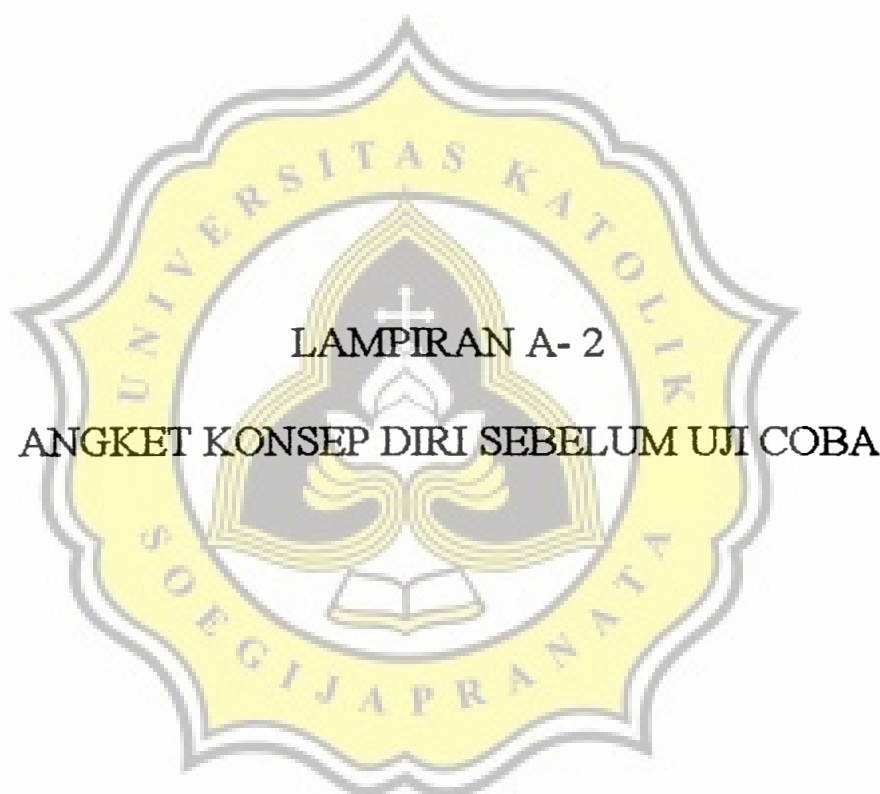 UNIVERSITAS KATOLIK
LAMPIRAN A- 2
ANGKET KONSEP DIRI SEBELUM UJI COBA
SOEGIJAPRANATA